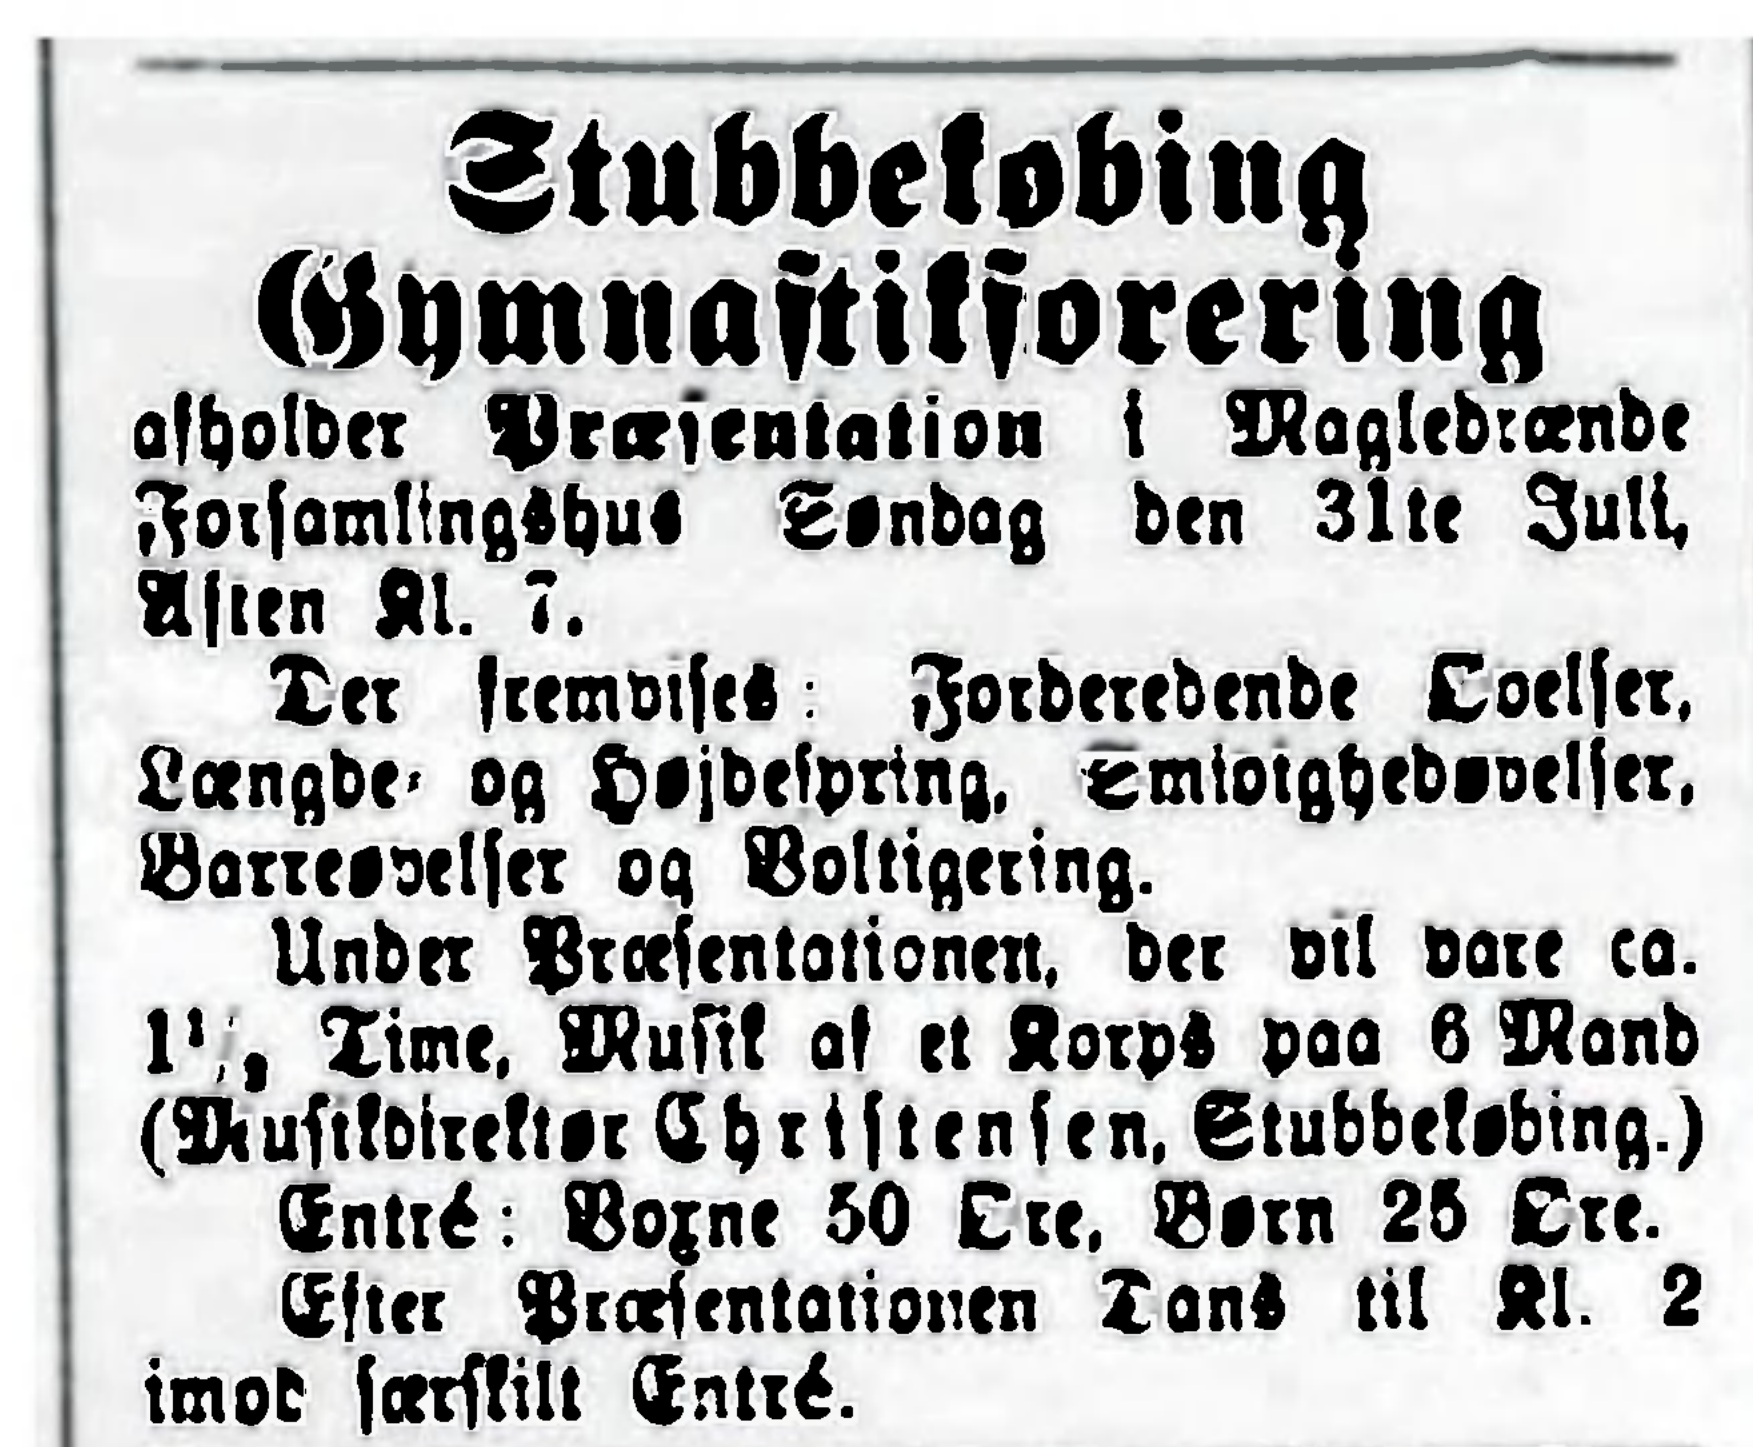 Stubbekøbing
Gymnastikforening
afholder Præsentation i Maglebrænde
Forsamlingshus Søndag den 31te Juli,
Aften Kl. 7.
Der fremvises: Forberedende Øvelser,
Længde- og Højdespring, Smidighedsøvelser,
Barreøvelser og Voltigering.
Under Præsentationen, der vil vare ca.
1½ Time, Musik af et Korps paa 6 Mand
(Musikdirektør Christensen, Stubbekøbing.)
Entré: Voxne 50 Øre, Børn 25 Øre.
Efter Præsentationen Dans til Kl. 2
imod særskilt Entré.